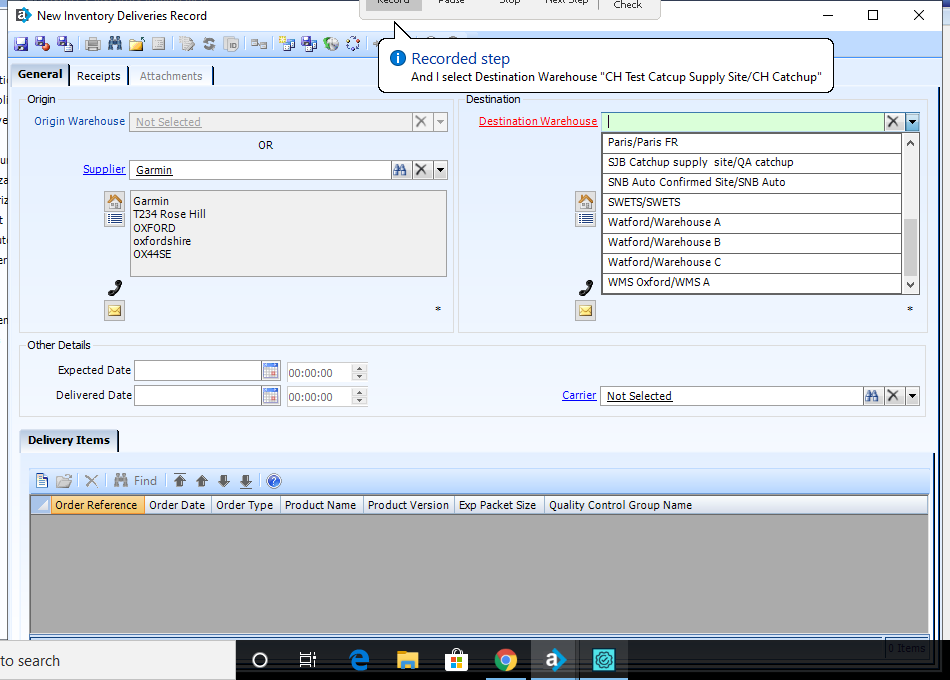 Record Pause Stop Next Step Check
New Inventory Deliveries Record
Recorded step
And I select Destination Warehouse "CH Test Catcup Supply Site/CH Catchup"
General Receipts Attachments
Origin
Origin Warehouse Not Selected
OR
Supplier Garmin
Garmin
T234 Rose Hill
OXFORD
oxfordshire
OX44SE
*
Destination
Destination Warehouse
Paris/Paris FR
SJB Catchup supply site/QA catchup
SNB Auto Confirmed Site/SNB Auto
SWETS/SWETS
Watford/Warehouse A
Watford/Warehouse B
Watford/Warehouse C
WMS Oxford/WMS A
*
Other Details
Expected Date 00:00:00
Delivered Date 00:00:00
Carrier Not Selected
Delivery Items
Find
Order Reference Order Date Order Type Product Name Product Version Exp Packet Size Quality Control Group Name
0 Items
to search